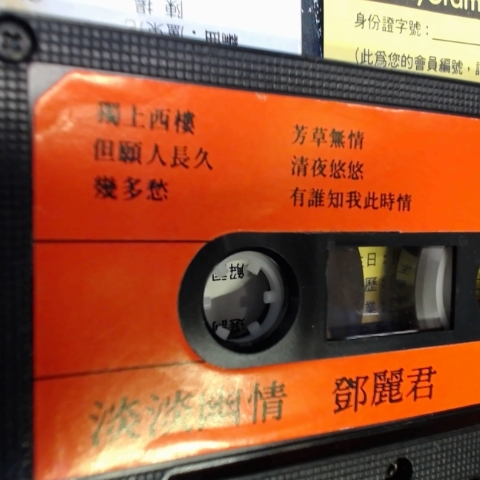 身份證字號：
(此為您的會員編號，請
獨上西樓
但願人長久
幾多愁
芳草無情
清夜悠悠
有誰知我此時情
淡淡幽情
鄧麗君